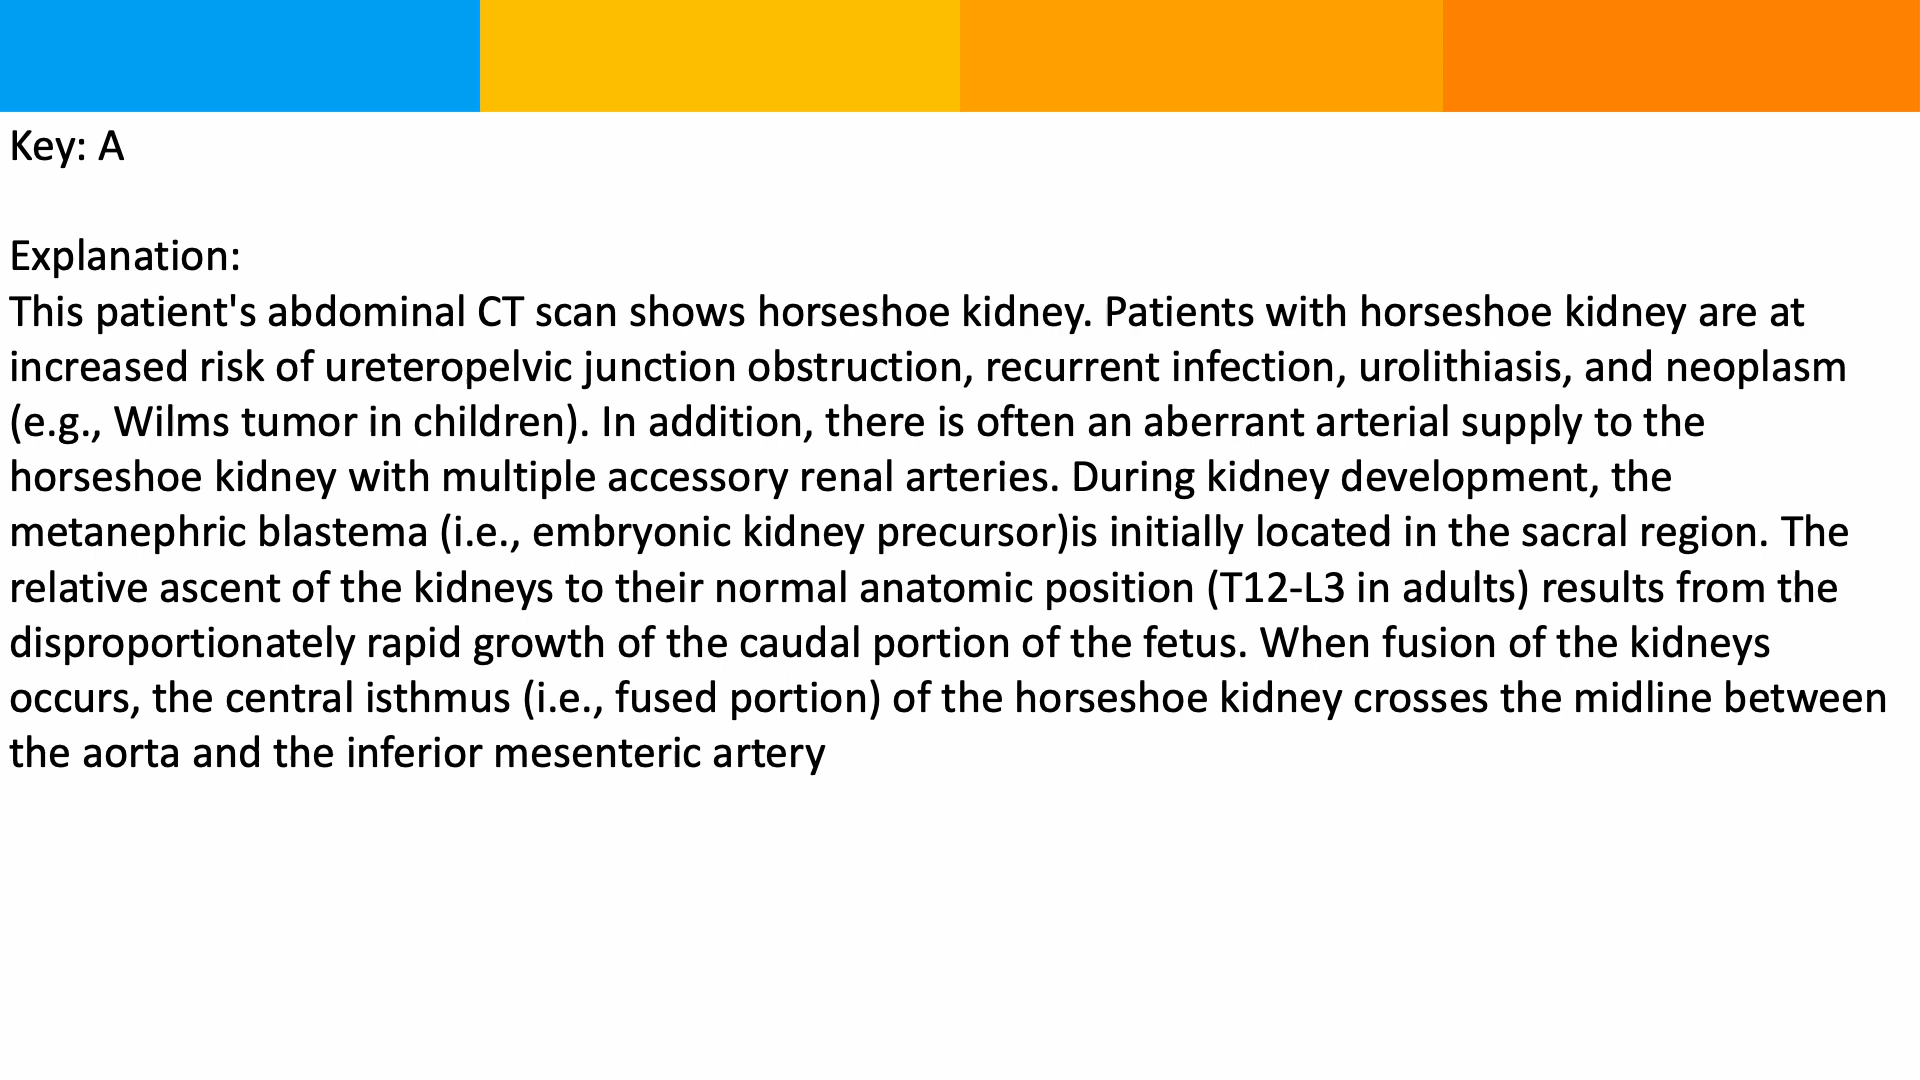 Key: A
Explanation:
This patient's abdominal CT scan shows horseshoe kidney. Patients with horseshoe kidney are at
increased risk of ureteropelvic junction obstruction, recurrent infection, urolithiasis, and neoplasm
(e.g., Wilms tumor in children). In addition, there is often an aberrant arterial supply to the
horseshoe kidney with multiple accessory renal arteries. During kidney development, the
metanephric blastema (i.e., embryonic kidney precursor)is initially located in the sacral region. The
relative ascent of the kidneys to their normal anatomic position (T12-L3 in adults) results from the
disproportionately rapid growth of the caudal portion of the fetus. When fusion of the kidneys
occurs, the central isthmus (i.e., fused portion) of the horseshoe kidney crosses the midline between
the aorta and the inferior mesenteric artery